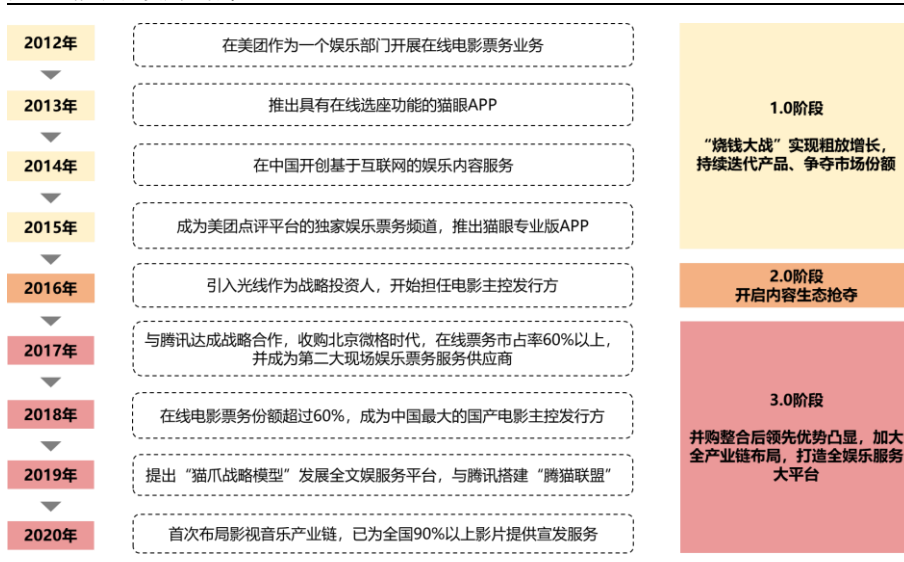 2012年
在美团作为一个娱乐部门开展在线电影票务业务
2013年
推出具有在线选座功能的猫眼APP
2014年
在中国开创基于互联网的娱乐内容服务
2015年
成为美团点评平台的独家娱乐票务频道，推出猫眼专业版APP
1.0阶段
“烧钱大战”实现粗放增长，
持续迭代产品、争夺市场份额
2016年
引入光线作为战略投资人，开始担任电影主控发行方
2.0阶段
开启内容生态抢夺
2017年
与腾讯达成战略合作，收购北京微格时代，在线票务市占率60%以上，
并成为第二大现场娱乐票务服务供应商
2018年
在线电影票务份额超过60%，成为中国最大的国产电影主控发行方
2019年
提出“猫爪战略模型”发展全文娱服务平台，与腾讯搭建“腾猫联盟”
2020年
首次布局影视音乐产业链，已为全国90%以上影片提供宣发服务
3.0阶段
并购整合后领先优势凸显，加大
全产业链布局，打造全娱乐服务
大平台